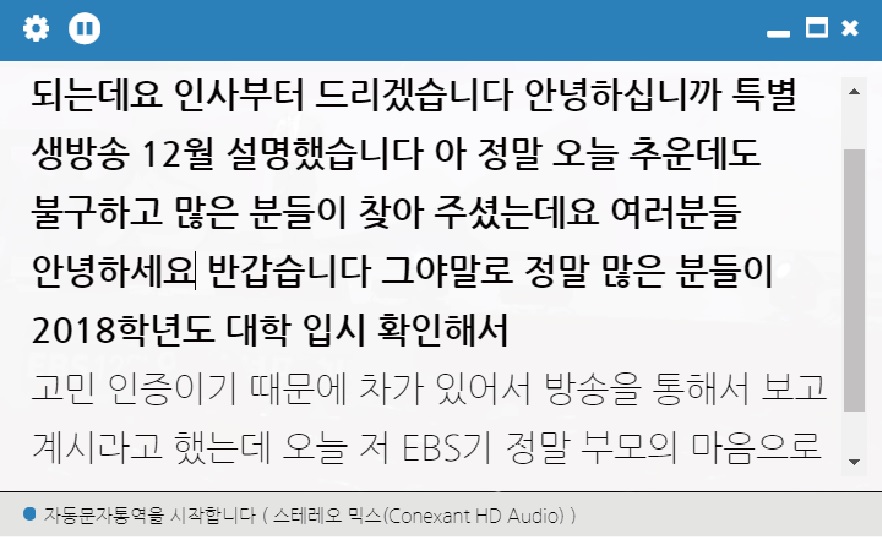 되는데요 인사부터 드리겠습니다 안녕하십니까 특별
생방송 12월 설명했습니다 아 정말 오늘 추운데도
불구하고 많은 분들이 찾아 주셨는데요 여러분들
안녕하세요 반갑습니다 그야말로 정말 많은 분들이
2018학년도 대학 입시 확인해서
고민 인증이기 때문에 차가 있어서 방송을 통해서 보고
계시라고 했는데 오늘 저 EBS기 정말 부모의 마음으로
자동문자통역을 시작합니다 ( 스테레오 믹스(Conexant HD Audio) )